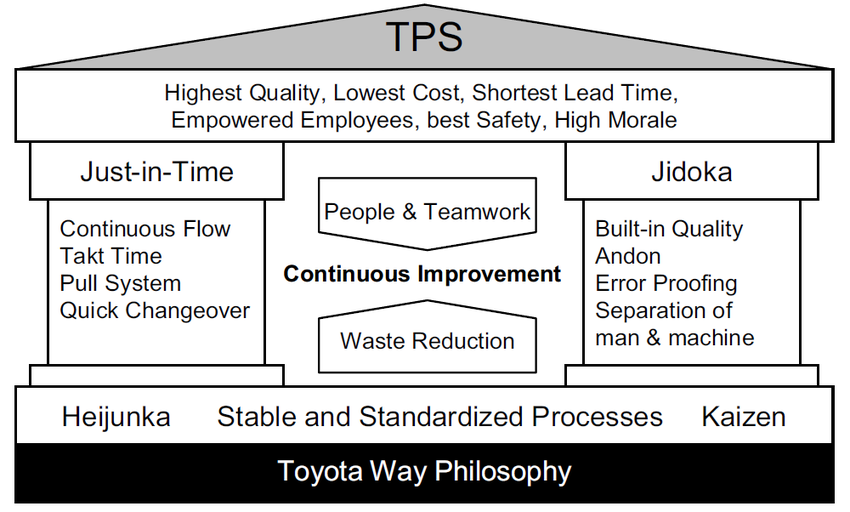 TPS
Highest Quality, Lowest Cost, Shortest Lead Time,
Empowered Employees, best Safety, High Morale
Just-in-Time
Continuous Flow
Takt Time
Pull System
Quick Changeover
People & Teamwork
Continuous Improvement
Waste Reduction
Jidoka
Built-in Quality
Andon
Error Proofing
Separation of
man & machine
Heijunka Stable and Standardized Processes Kaizen
Toyota Way Philosophy